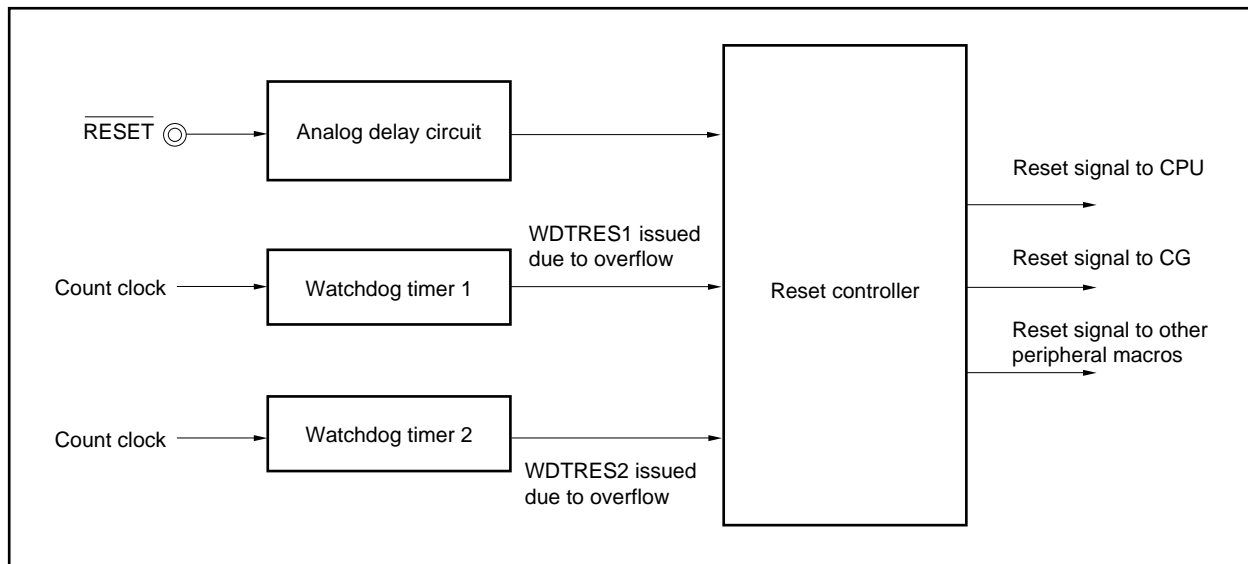 RESET
Analog delay circuit
Reset signal to CPU
WDTRES1 issued
due to overflow
Count clock
Watchdog timer 1
Reset controller
Reset signal to CG
Reset signal to other
peripheral macros
Count clock
Watchdog timer 2
WDTRES2 issued
due to overflow